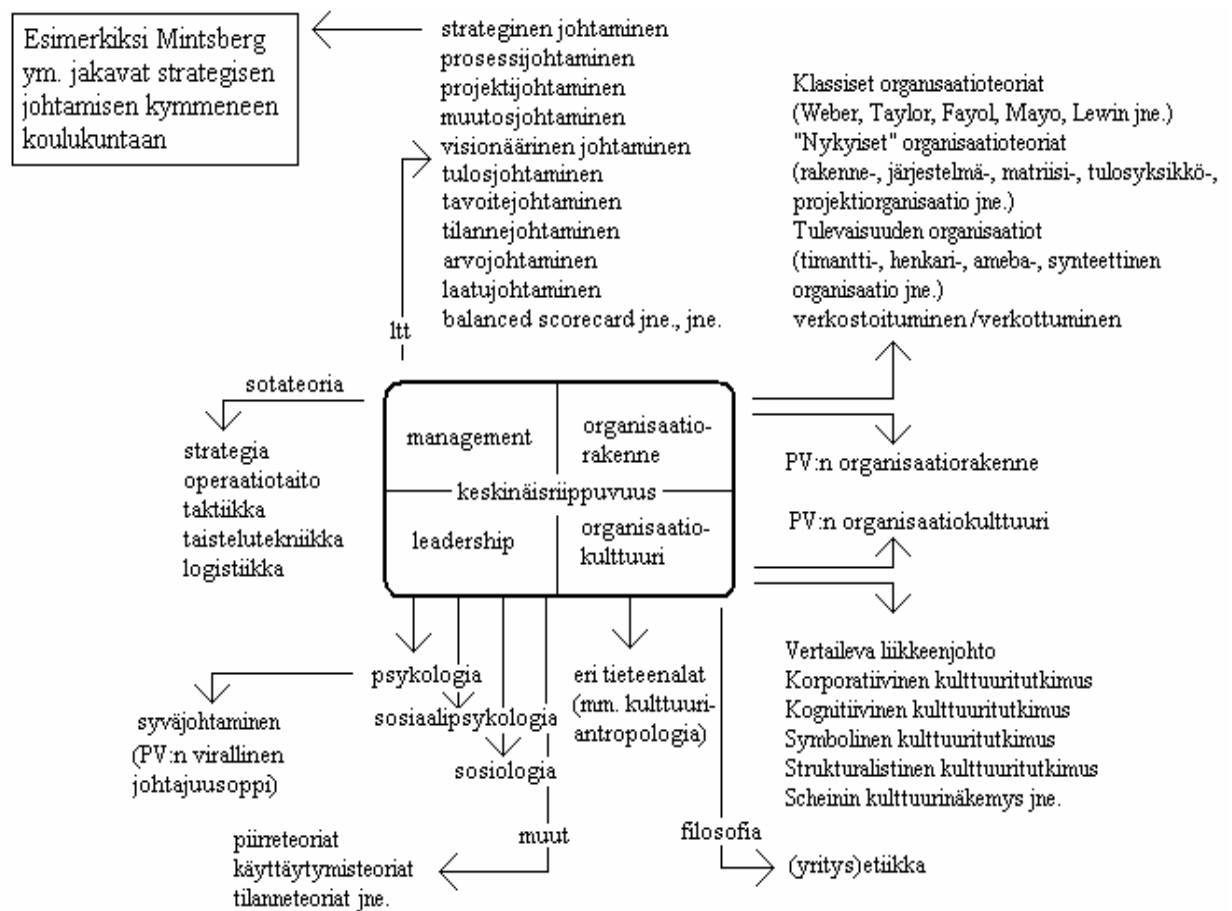 Esimerkiksi Mintsberg
ym. jakavat strategisen
johtamisen kymmeneen
koulukuntaan
strateginen johtaminen
prosessijohtaminen
projektijohtaminen
muutosjohtaminen
visionäärinen johtaminen
tulosjohtaminen
tavoitejohtaminen
tilannejohtaminen
arvojohtaminen
laatujohtaminen
balanced scorecard jne., jne.
Klassiset organisaatioteoriat
(Weber, Taylor, Fayol, Mayo, Lewin jne.)
"Nykyiset" organisaatioteoriat
(rakenne-, järjestelmä-, matriisi-, tulosyksikkö-,
projektiorganisaatio jne.)
Tulevaisuuden organisaatiot
(timantti-, henkari-, ameba-, synteettinen
organisaatio jne.)
verkostoituminen/verkottuminen
ltt
sotateoria
strategia
operaatiotaito
taktiikka
taistelutekniikka
logistiikka
management
organisaatio-
rakenne
keskinäisriippuvuus
leadership
organisaatio-
kulttuuri
PV:n organisaatiorakenne
PV:n organisaatiokulttuuri
Vertaileva liikkeenjohto
Korporatiivinen kulttuuritutkimus
Kognitiivinen kulttuuritutkimus
Symbolinen kulttuuritutkimus
Strukturalistinen kulttuuritutkimus
Scheinin kulttuurinäkemys jne.
psykologia
sosiaalipsykologia
sosiologia
eri tieteenalat
(mm. kulttuuri-
antropologia)
syväjohtaminen
(PV:n virallinen
johtajuusoppi)
muut
piirreteoriat
käyttäytymisteoriat
tilanneteoriat jne.
filosofia
(yritys)etiikka